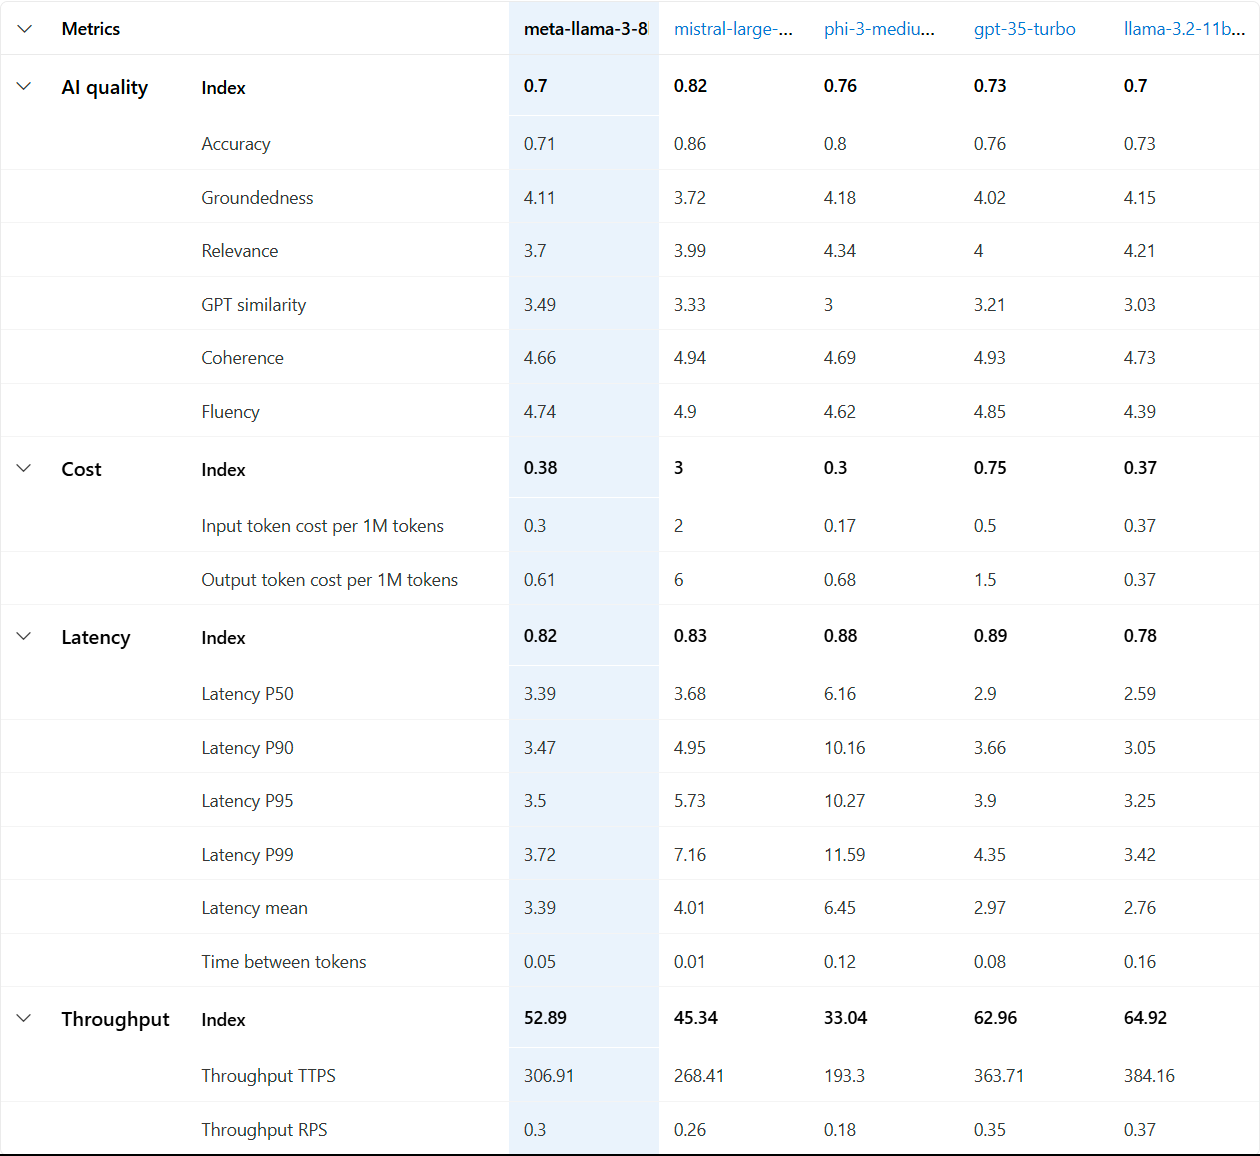 Metrics meta-llama-3-8 mistral-large-... phi-3-mediu... gpt-35-turbo llama-3.2-11b...
AI quality Index 0.7 0.82 0.76 0.73 0.7
Accuracy 0.71 0.86 0.8 0.76 0.73
Groundedness 4.11 3.72 4.18 4.02 4.15
Relevance 3.7 3.99 4.34 4 4.21
GPT similarity 3.49 3.33 3 3.21 3.03
Coherence 4.66 4.94 4.69 4.93 4.73
Fluency 4.74 4.9 4.62 4.85 4.39
Cost Index 0.38 3 0.3 0.75 0.37
Input token cost per 1M tokens 0.3 2 0.17 0.5 0.37
Output token cost per 1M tokens 0.61 6 0.68 1.5 0.37
Latency Index 0.82 0.83 0.88 0.89 0.78
Latency P50 3.39 3.68 6.16 2.9 2.59
Latency P90 3.47 4.95 10.16 3.66 3.05
Latency P95 3.5 5.73 10.27 3.9 3.25
Latency P99 3.72 7.16 11.59 4.35 3.42
Latency mean 3.39 4.01 6.45 2.97 2.76
Time between tokens 0.05 0.01 0.12 0.08 0.16
Throughput Index 52.89 45.34 33.04 62.96 64.92
Throughput TTPS 306.91 268.41 193.3 363.71 384.16
Throughput RPS 0.3 0.26 0.18 0.35 0.37